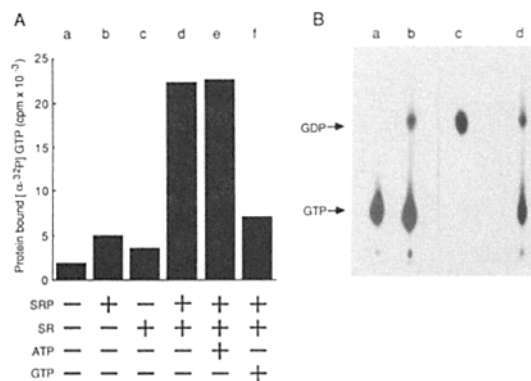 A
a b c d e f
Protein bound [α-³²P] GTP (cpm x 10⁻³)
25
20
15
10
5
0
SRP — + — + + +
SR — — + + + +
ATP — — — — + —
GTP — — — — — +
B
a b c d
GDP
GTP